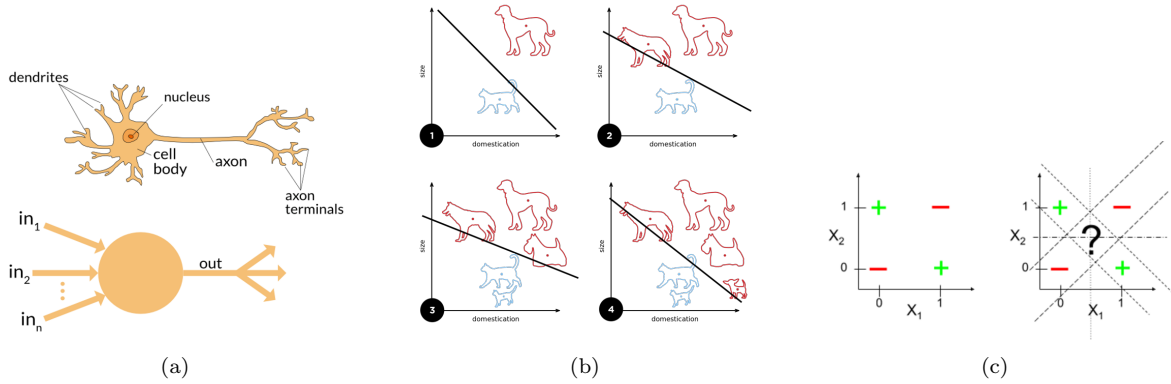 dendrites
nucleus
cell
body
axon
axon
terminals
in1
in2
inn
out
(a)
size
domestication
1
size
domestication
2
size
domestication
3
size
domestication
4
(b)
1
X2
0
0
1
X1
1
X2
0
?
0
1
X1
(c)